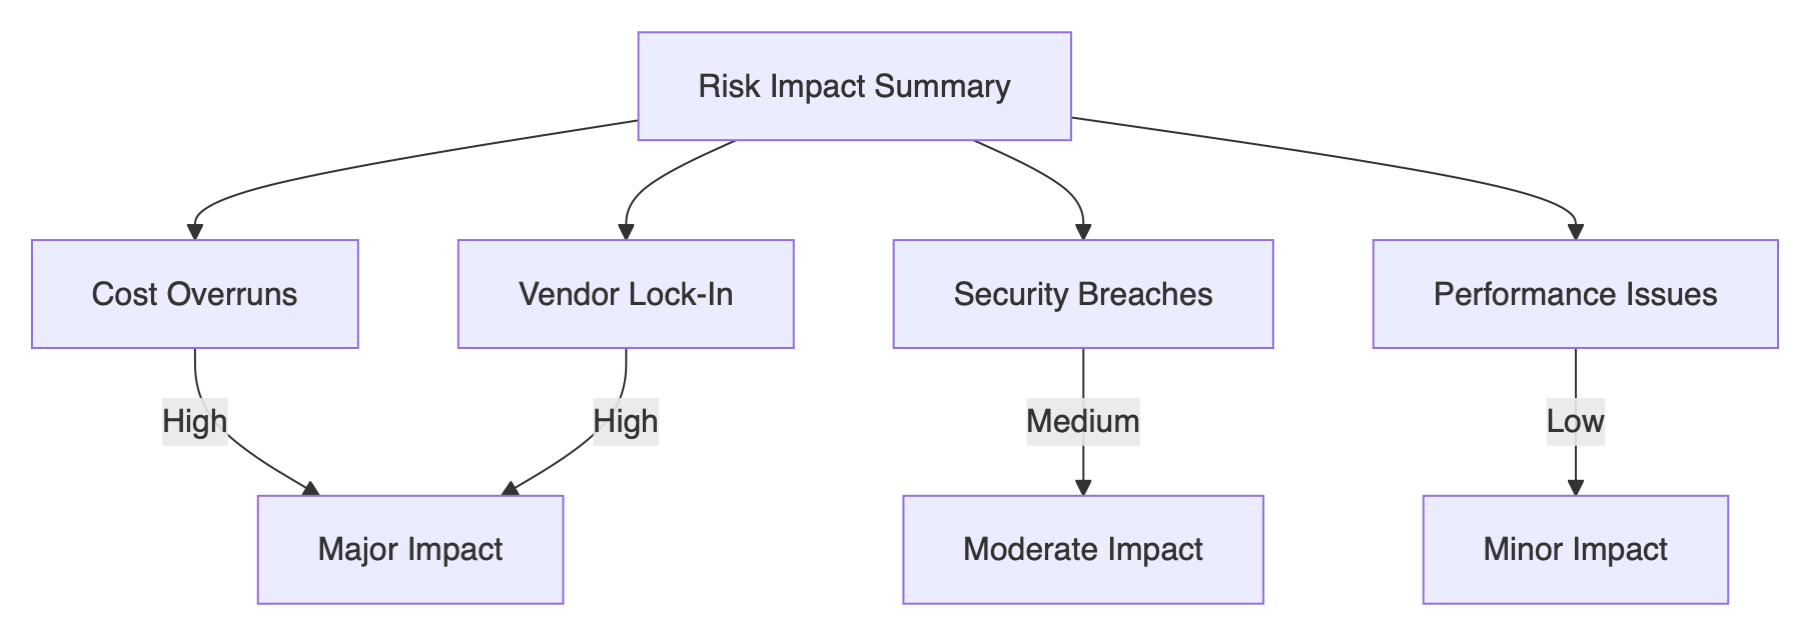 Risk Impact Summary
Cost Overruns
Vendor Lock-In
Security Breaches
Performance Issues
High
High
Medium
Low
Major Impact
Moderate Impact
Minor Impact